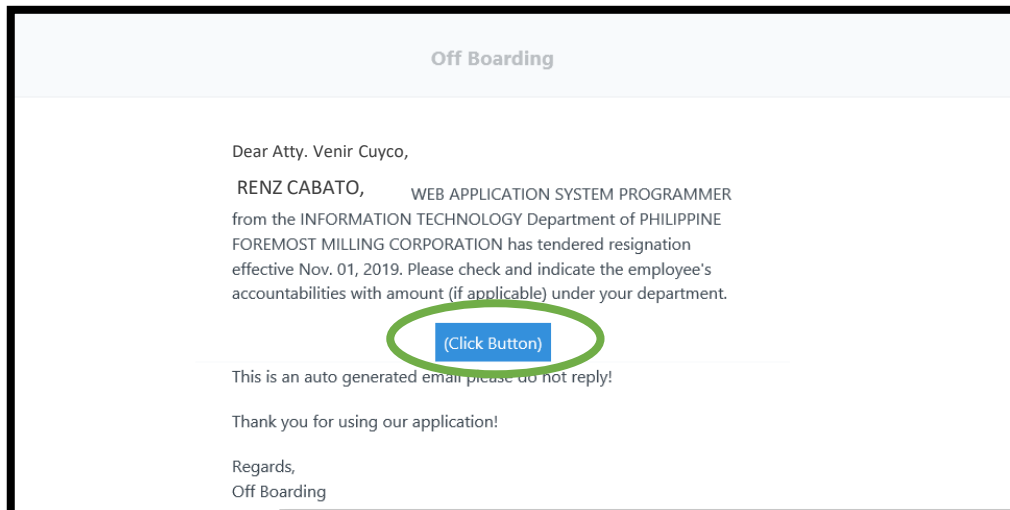 Off Boarding
Dear Atty. Venir Cuyco,
RENZ CABATO, WEB APPLICATION SYSTEM PROGRAMMER
from the INFORMATION TECHNOLOGY Department of PHILIPPINE
FOREMOST MILLING CORPORATION has tendered resignation
effective Nov. 01, 2019. Please check and indicate the employee's
accountabilities with amount (if applicable) under your department.
(Click Button)
This is an auto generated email please do not reply!
Thank you for using our application!
Regards,
Off Boarding